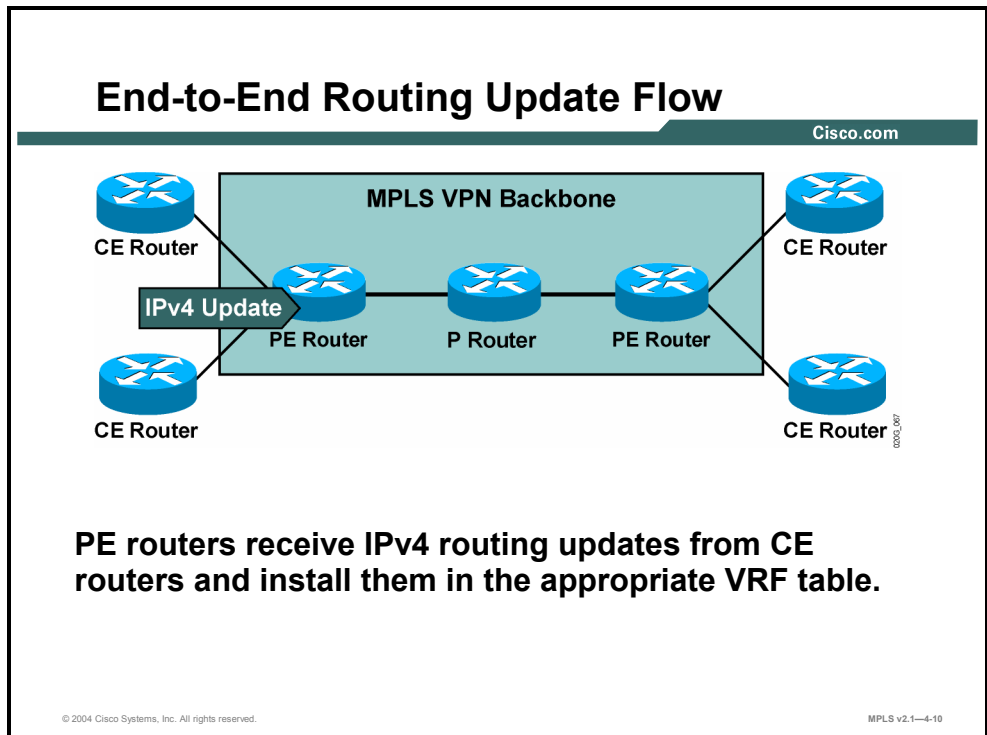 End-to-End Routing Update Flow
Cisco.com
MPLS VPN Backbone
CE Router
CE Router
IPv4 Update
PE Router
P Router
PE Router
CE Router
CE Router
020G_067
PE routers receive IPv4 routing updates from CE
routers and install them in the appropriate VRF table.
© 2004 Cisco Systems, Inc. All rights reserved.
MPLS v2.1—4-10